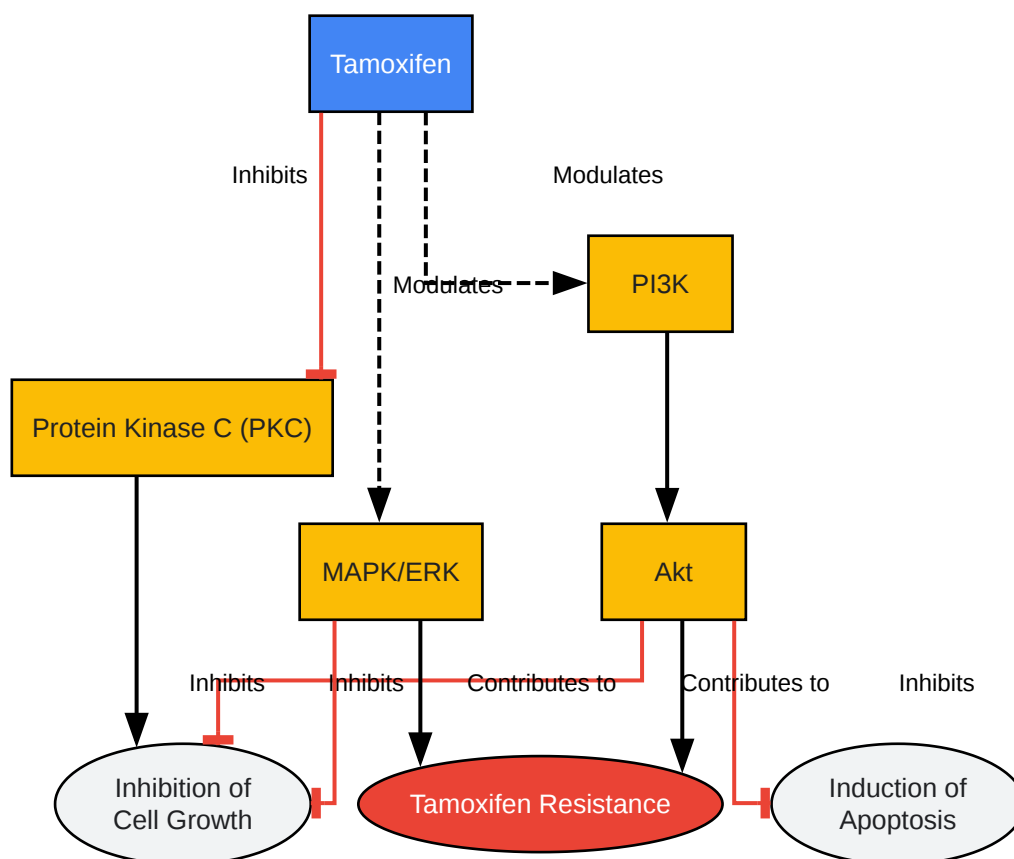 Tamoxifen
Inhibits
Modulates
Modulates
PI3K
Protein Kinase C (PKC)
MAPK/ERK
Akt
Inhibits
Inhibits
Contributes to
Contributes to
Inhibits
Inhibition of
Cell Growth
Tamoxifen Resistance
Induction of
Apoptosis